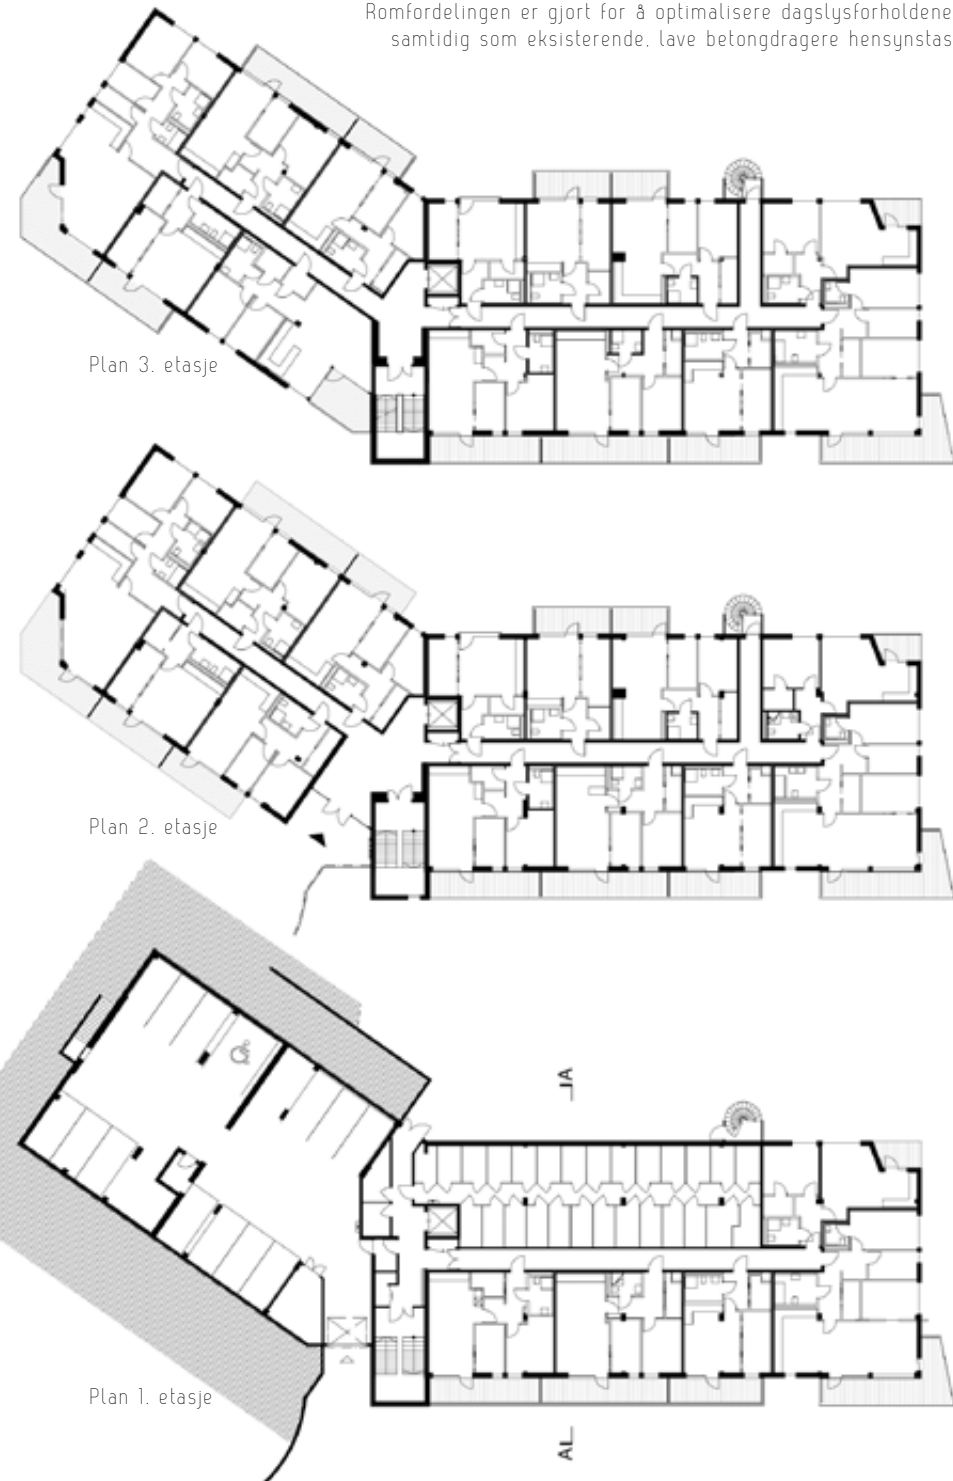 Romfordelingen er gjort for å optimalisere dagslysforholdene
samtidig som eksisterende, lave betongdragere hensynstas
Plan 3. etasje
Plan 2. etasje
A
Plan 1. etasje
A